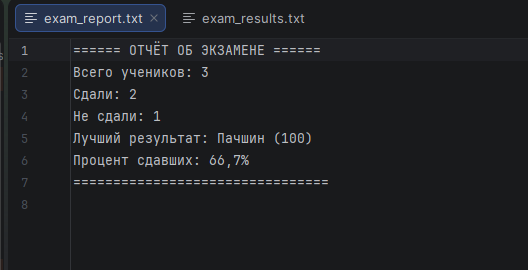 exam_report.txt × exam_results.txt
1 ====== ОТЧЁТ ОБ ЭКЗАМЕНЕ ======
2 Всего учеников: 3
3 Сдали: 2
4 Не сдали: 1
5 Лучший результат: Пачшин (100)
6 Процент сдавших: 66,7%
7 ================================
8